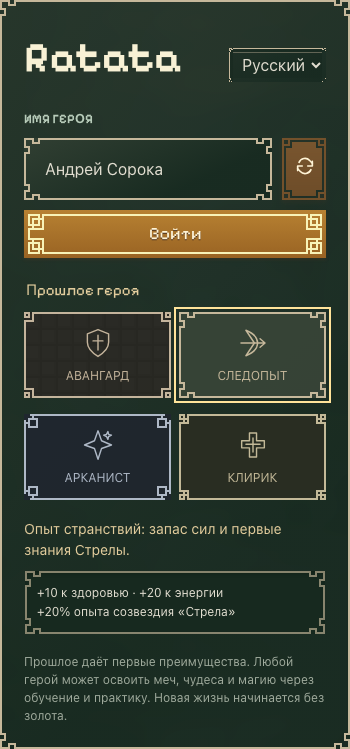 Ratata
Русский
ИМЯ ГЕРОЯ
Андрей Сорока
Войти
Прошлое героя
АВАНГАРД
СЛЕДОПЫТ
АРКАНИСТ
КЛИРИК
Опыт странствий: запас сил и первые
знания Стрелы.
+10 к здоровью · +20 к энергии
+20% опыта созвездия «Стрела»
Прошлое даёт первые преимущества. Любой
герой может освоить меч, чудеса и магию через
обучение и практику. Новая жизнь начинается без
золота.